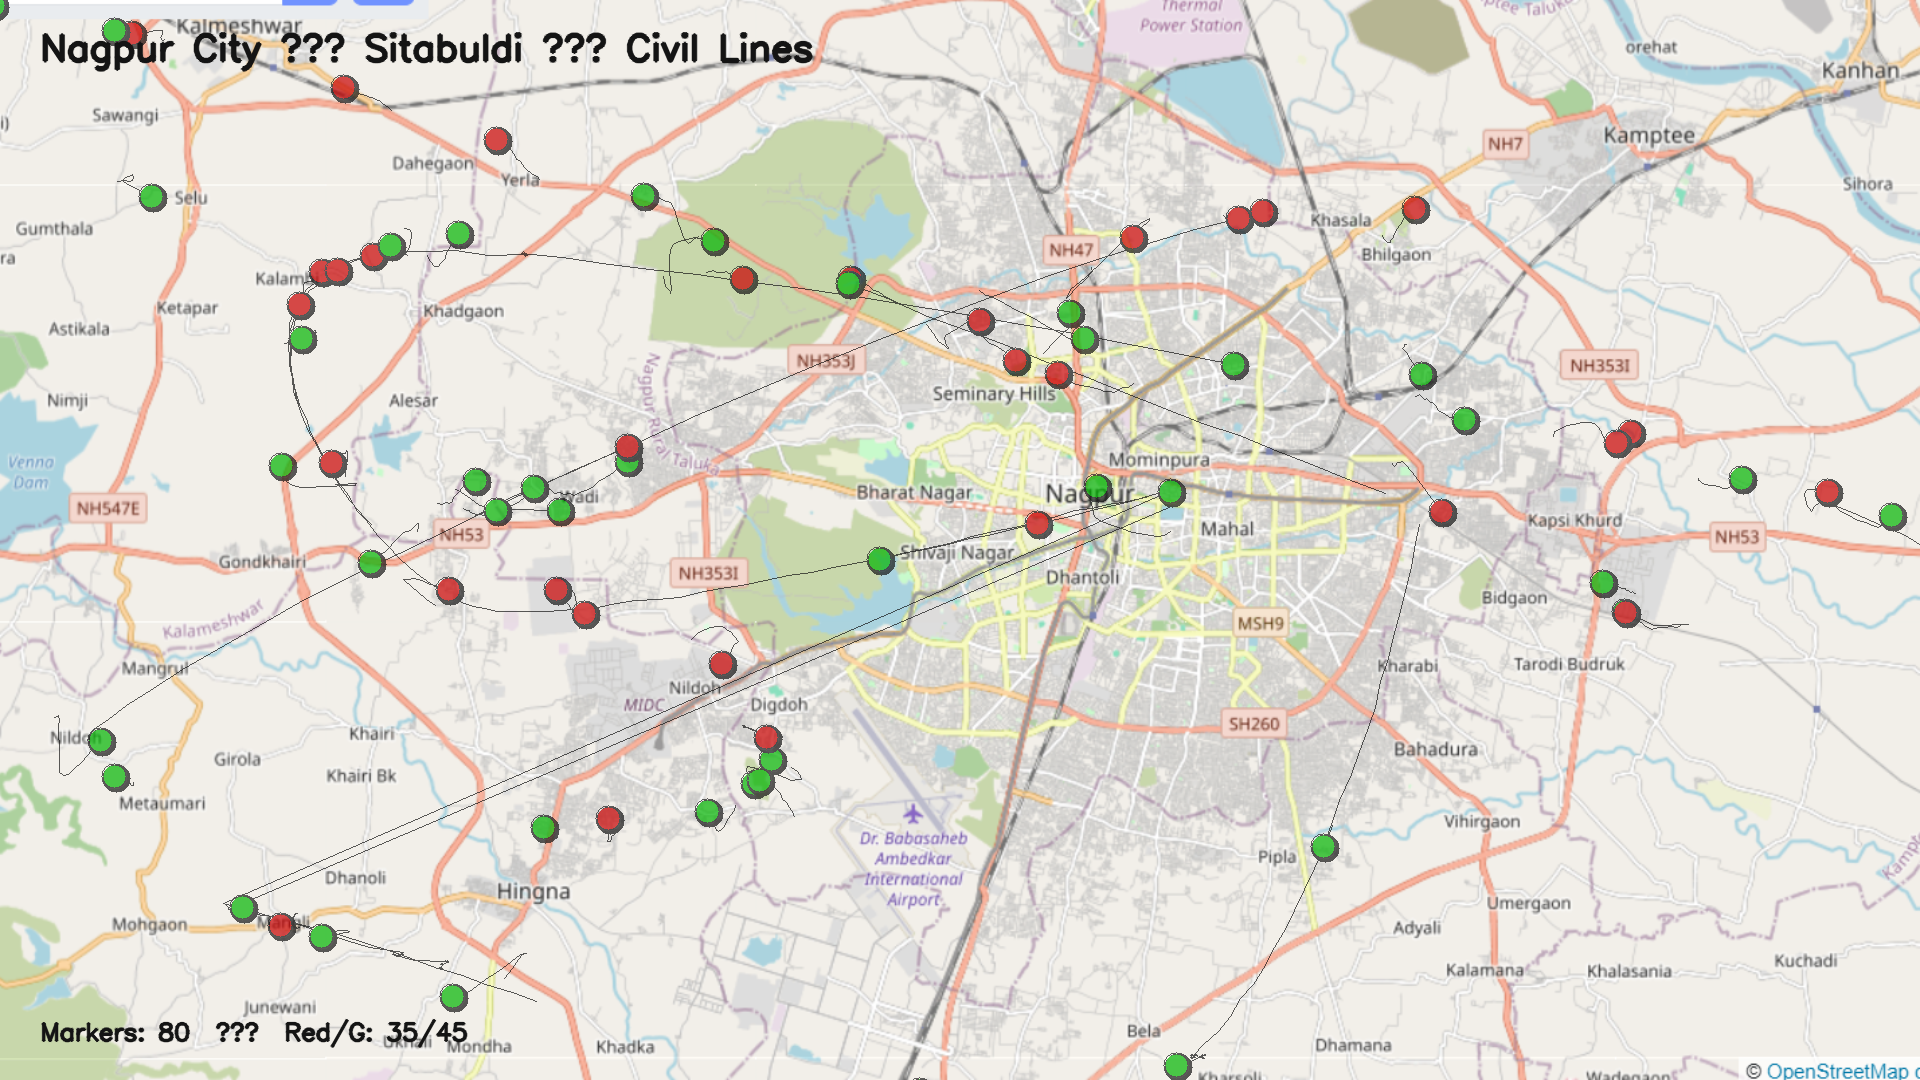 Kalmeshwar
Nagpur City ??? Sitabuldi ??? Civil Lines
Thermal
Power Station
orehat
Kanhan
Sawangi
NH7
Kamptee
Dahegaon
Yerla
Selu
Sihora
Gumthala
Khasala
NH47
Bhilgaon
Ketapar
Khadgaon
Astikala
NH353J
NH353I
Seminary Hills
Nimji
Alesar
Nagpur Rural Taluka
Mominpura
Venna
Dam
Bharat Nagar
Nagpur
NH547E
Mahal
Kapsi Khurd
NH53
NH53
Gondkhairi
Shivaji Nagar
NH353I
Dhantoli
Bidgaon
Kalameshwar
MSH9
Mangrul
Kharabi
Tarodi Budruk
Nildoh
MIDC
Digdoh
SH260
Khairi
Bahadura
Girola
Khairi Bk
Metaumari
Vihirgaon
Dr. Babasaheb
Ambedkar
International
Airport
Pipla
Dhanoli
Hingna
Umergaon
Mohgaon
Adyali
Kalamana
Khalasania
Kuchadi
Junewani
Markers: 80 ??? Red/G: 35/45
Mondha
Khadka
Bela
Dhamana
Kharsoli
Wadegaon
© OpenStreetMap